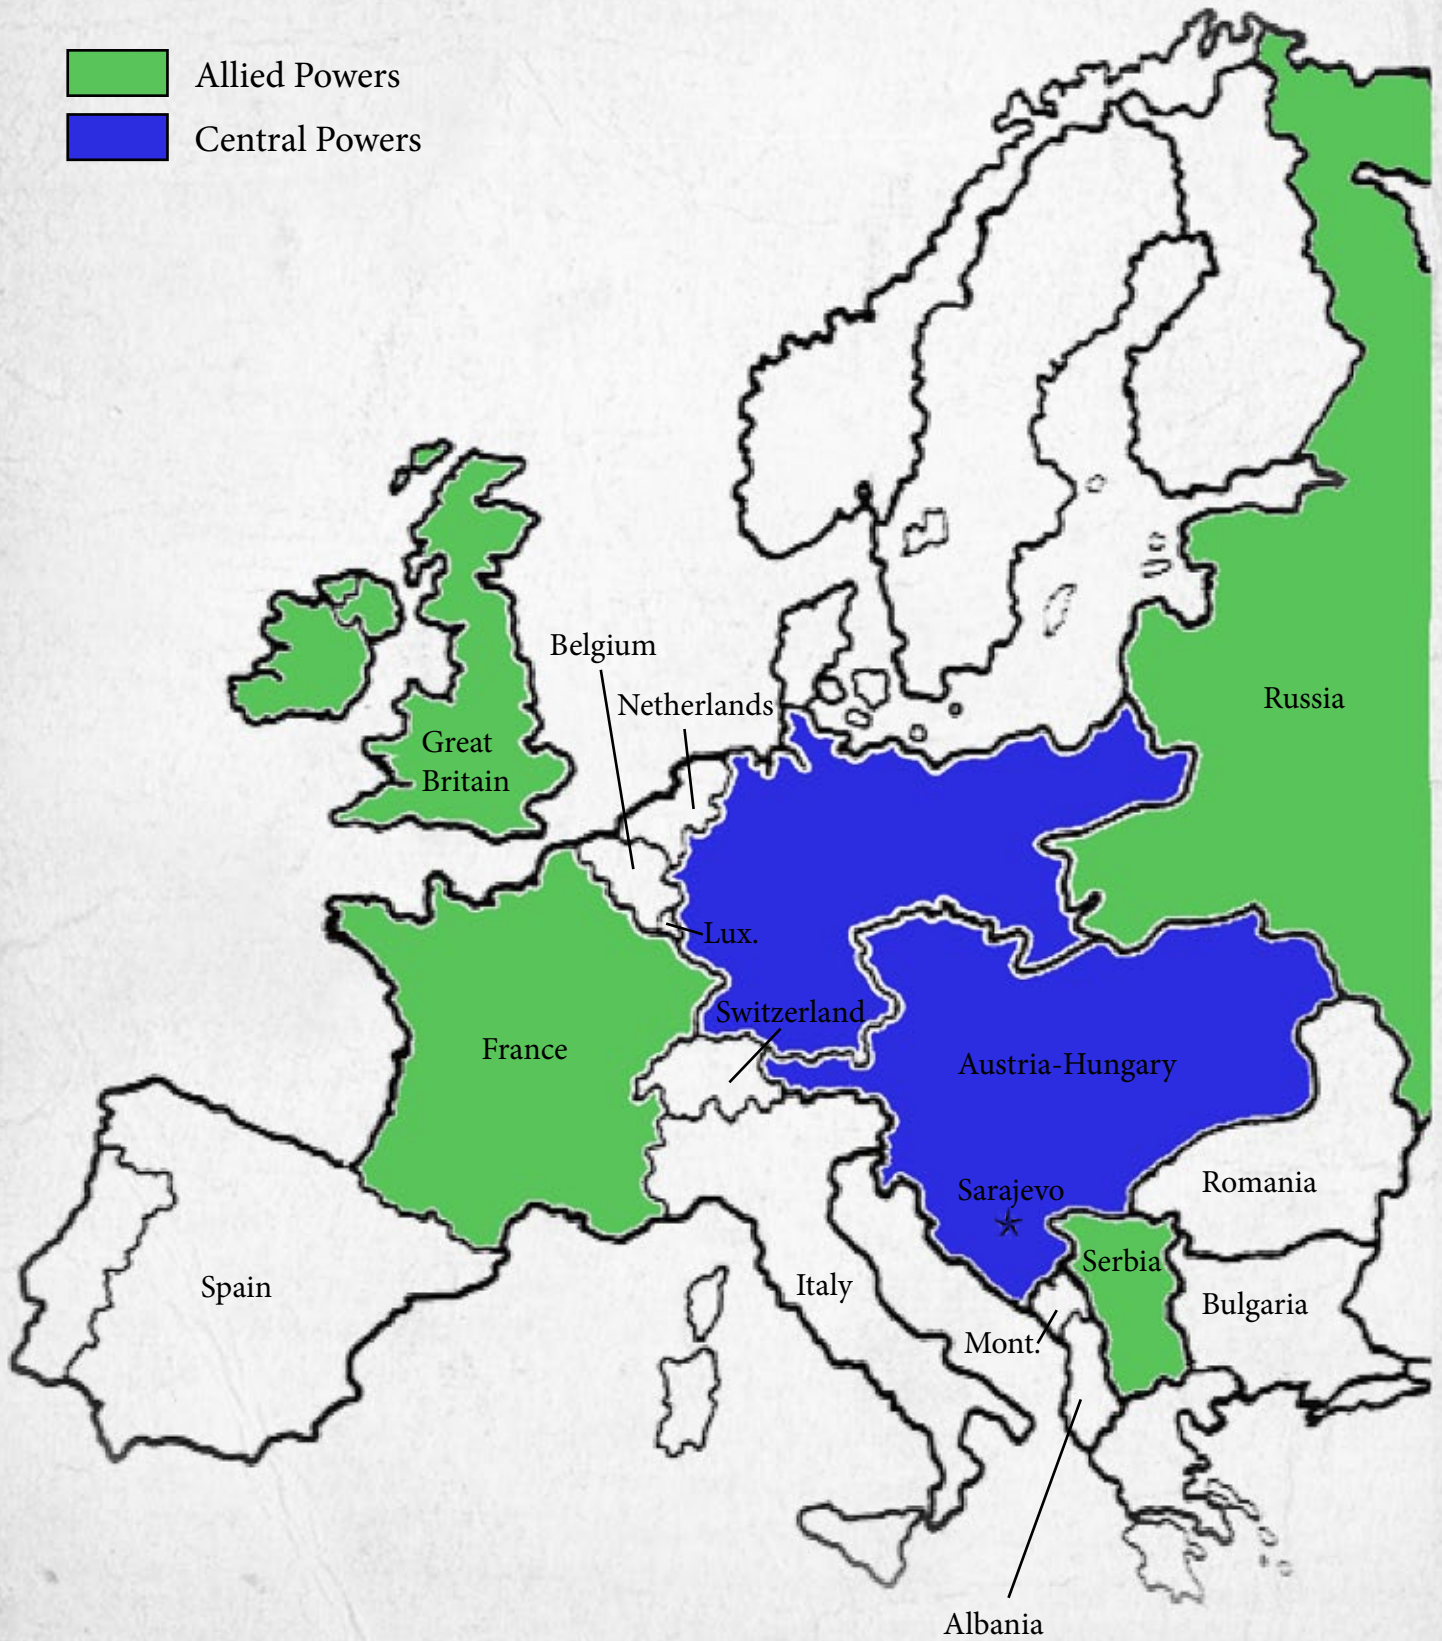 Allied Powers
Central Powers
Belgium
Netherlands
Russia
Great
Britain
Lux.
Switzerland
France
Austria-Hungary
Sarajevo
Romania
Serbia
Spain
Italy
Bulgaria
Mont.
Albania